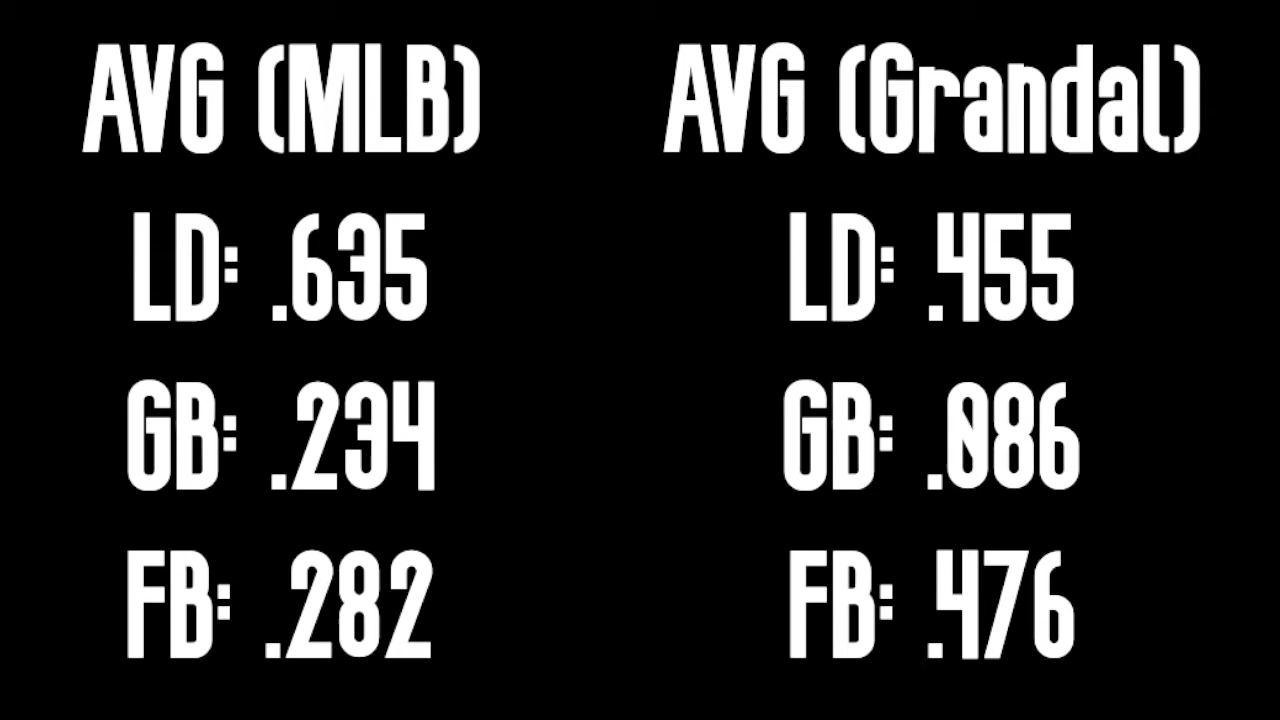 AVG (MLB)
LD: .635
GB: .234
FB: .282
AVG (Grandal)
LD: .455
GB: .086
FB: .476